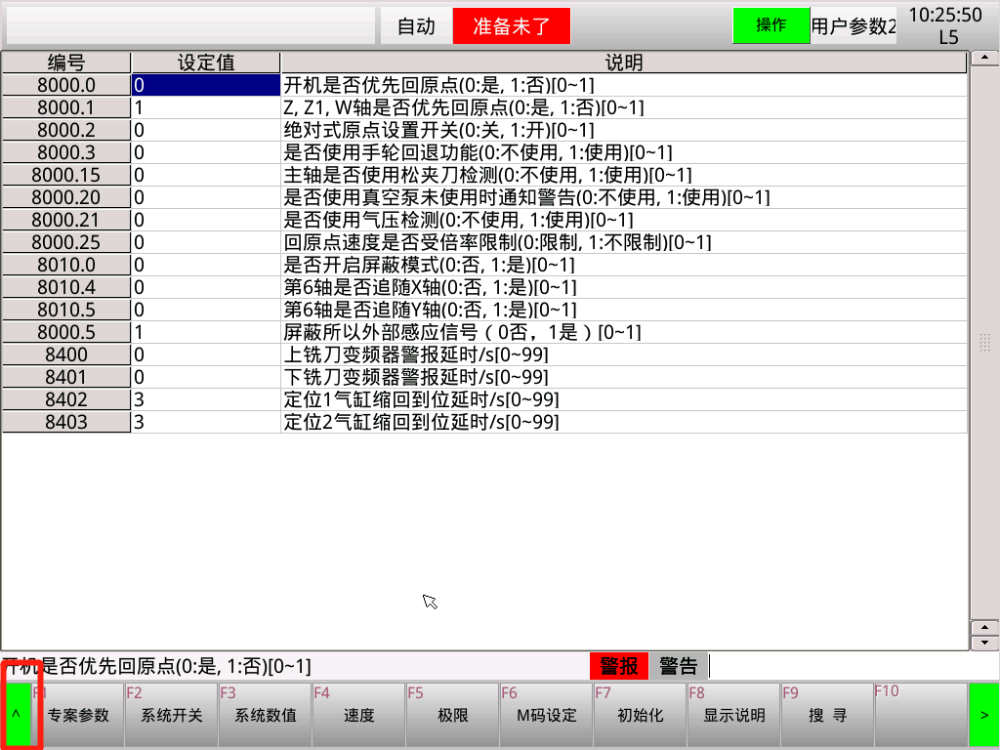 自动 准备未了 操作 用户参数2 10:25:50
L5
编号 设定值 说明
8000.0 0 开机是否优先回原点(0:是, 1:否)[0~1]
8000.1 1 Z, Z1, W轴是否优先回原点(0:是, 1:否)[0~1]
8000.2 0 绝对式原点设置开关(0:关, 1:开)[0~1]
8000.3 0 是否使用手轮回退功能(0:不使用, 1:使用)[0~1]
8000.15 0 主轴是否使用松夹刀检测(0:不使用, 1:使用)[0~1]
8000.20 0 是否使用真空泵未使用时通知警告(0:不使用, 1:使用)[0~1]
8000.21 0 是否使用气压检测(0:不使用, 1:使用)[0~1]
8000.25 0 回原点速度是否受倍率限制(0:限制, 1:不限制)[0~1]
8010.0 0 是否开启屏蔽模式(0:否, 1:是)[0~1]
8010.4 0 第6轴是否追随X轴(0:否, 1:是)[0~1]
8010.5 0 第6轴是否追随Y轴(0:否, 1:是)[0~1]
8000.5 1 屏蔽所以外部感应信号（0否，1是）[0~1]
8400 0 上铣刀变频器警报延时/s[0~99]
8401 0 下铣刀变频器警报延时/s[0~99]
8402 3 定位1气缸缩回到位延时/s[0~99]
8403 3 定位2气缸缩回到位延时/s[0~99]
开机是否优先回原点(0:是, 1:否)[0~1] 警报 警告
F1 F2 F3 F4 F5 F6 F7 F8 F9 F10
^ 专案参数 系统开关 系统数值 速度 极限 M码设定 初始化 显示说明 搜 寻 >